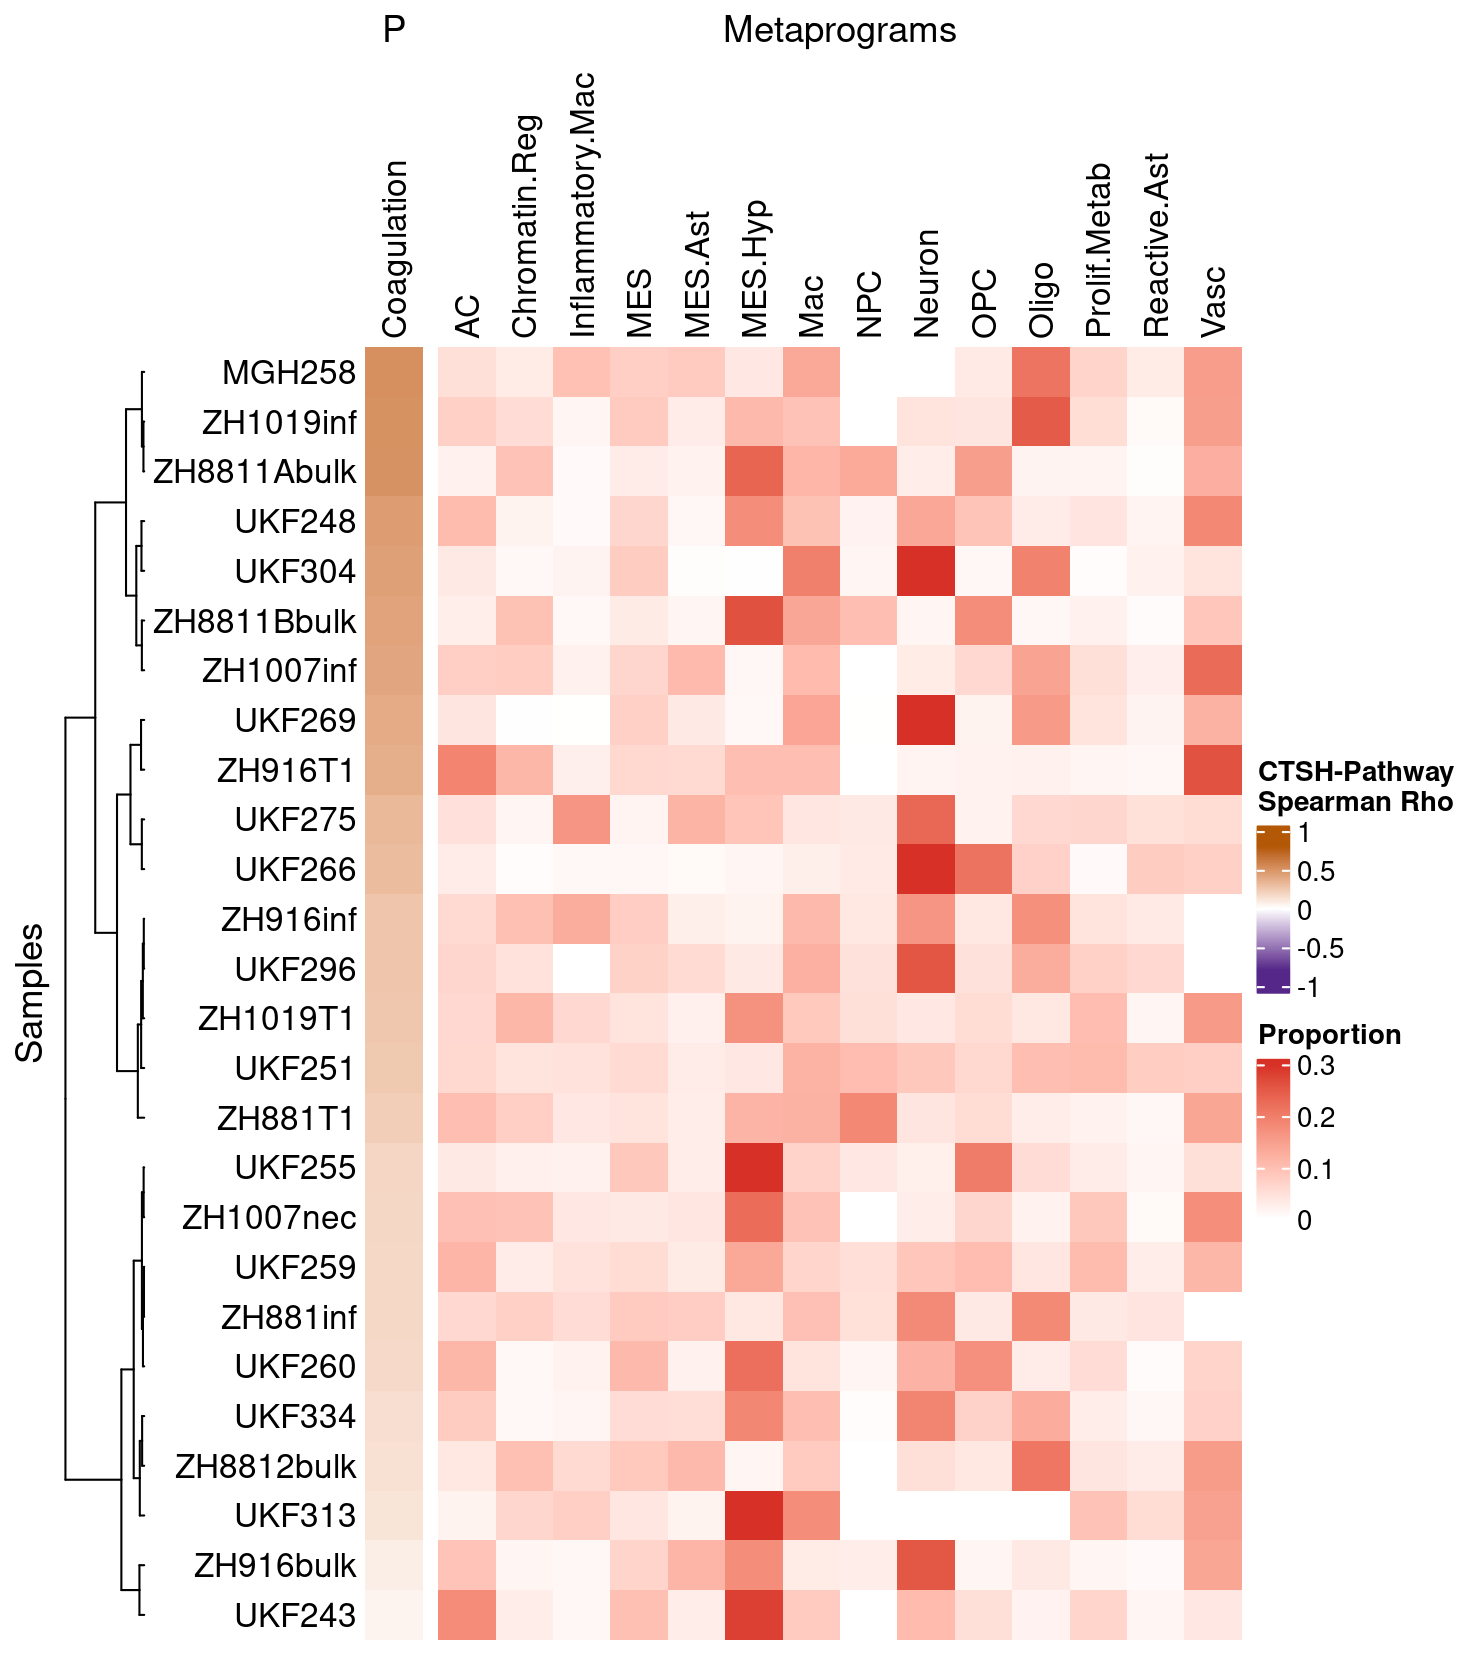 P
Metaprograms
Coagulation
AC
Chromatin.Reg
Inflammatory.Mac
MES
MES.Ast
MES.Hyp
Mac
NPC
Neuron
OPC
Oligo
Prolif.Metab
Reactive.Ast
Vasc
Samples
MGH258
ZH1019inf
ZH8811Abulk
UKF248
UKF304
ZH8811Bbulk
ZH1007inf
UKF269
ZH916T1
UKF275
UKF266
ZH916inf
UKF296
ZH1019T1
UKF251
ZH881T1
UKF255
ZH1007nec
UKF259
ZH881inf
UKF260
UKF334
ZH8812bulk
UKF313
ZH916bulk
UKF243
CTSH-Pathway
Spearman Rho
1
0.5
0
-0.5
-1
Proportion
0.3
0.2
0.1
0